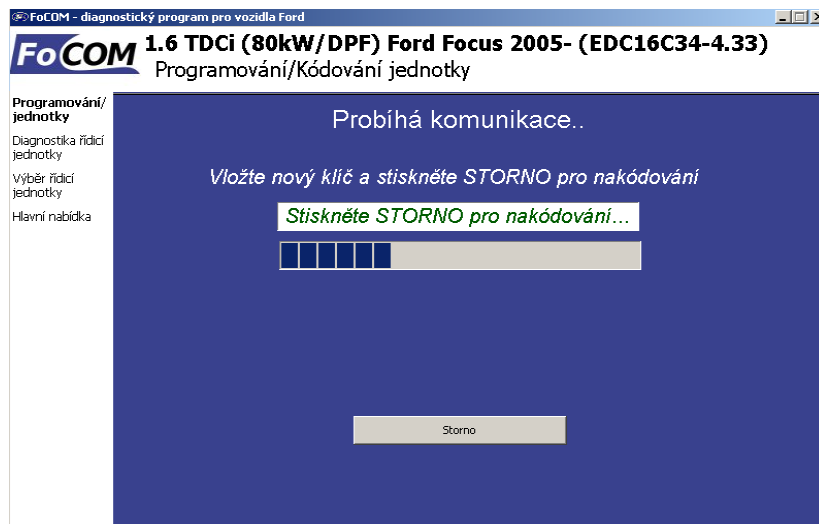 FoCOM - diagnostický program pro vozidla Ford
FoCOM
1.6 TDCi (80kW/DPF) Ford Focus 2005- (EDC16C34-4.33)
Programování/Kódování jednotky
Programování/
jednotky
Diagnostika řídicí
jednotky
Výběr řídicí
jednotky
Hlavní nabídka
Probíhá komunikace..
Vložte nový klíč a stiskněte STORNO pro nakódování
Stiskněte STORNO pro nakódování...
Storno